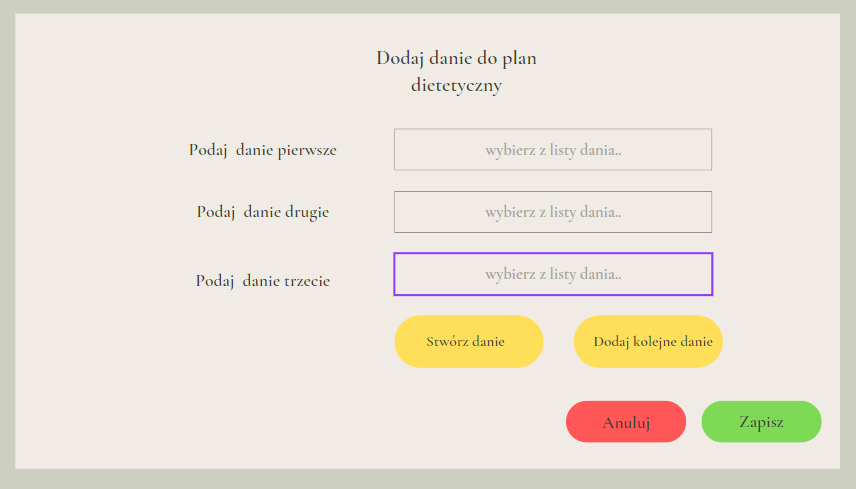 Dodaj danie do plan
dietetyczny
Podaj  danie pierwsze
wybierz z listy dania..
Podaj  danie drugie
wybierz z listy dania..
Podaj  danie trzecie
wybierz z listy dania..
Stwórz danie
Dodaj kolejne danie
Anuluj
Zapisz